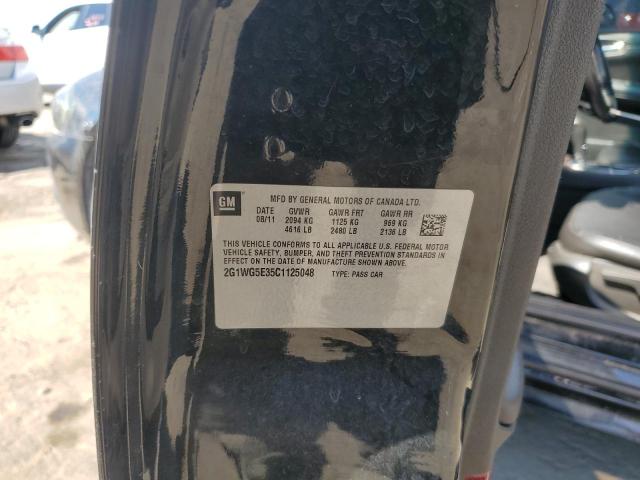 GM
MFD BY GENERAL MOTORS OF CANADA LTD.
DATE GVWR GAWR FRT GAWR RR
08/11 2094 KG 1125 KG 969 KG
4616 LB 2480 LB 2136 LB
THIS VEHICLE CONFORMS TO ALL APPLICABLE U.S. FEDERAL MOTOR
VEHICLE SAFETY, BUMPER, AND THEFT PREVENTION STANDARDS
IN EFFECT ON THE DATE OF MANUFACTURE SHOWN ABOVE.
2G1WG5E35C1125048 TYPE: PASS CAR